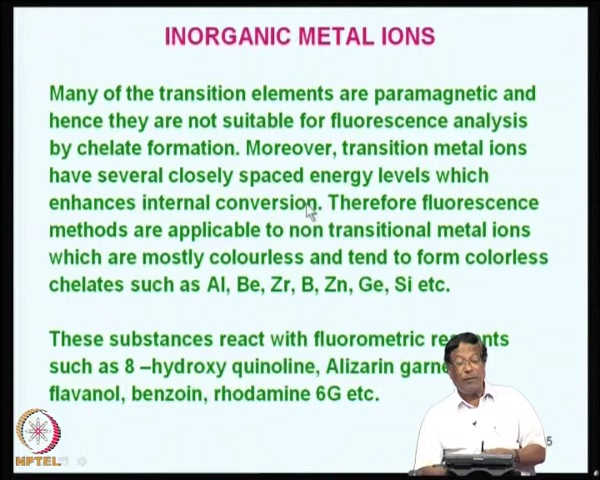 INORGANIC METAL IONS
Many of the transition elements are paramagnetic and
hence they are not suitable for fluorescence analysis
by chelate formation. Moreover, transition metal ions
have several closely spaced energy levels which
enhances internal conversion. Therefore fluorescence
methods are applicable to non transitional metal ions
which are mostly colourless and tend to form colorless
chelates such as Al, Be, Zr, B, Zn, Ge, Si etc.
These substances react with fluorometric
such as 8 –hydroxy quinoline, Alizarin
flavanol, benzoin, rhodamine 6G etc.
5
NPTEL